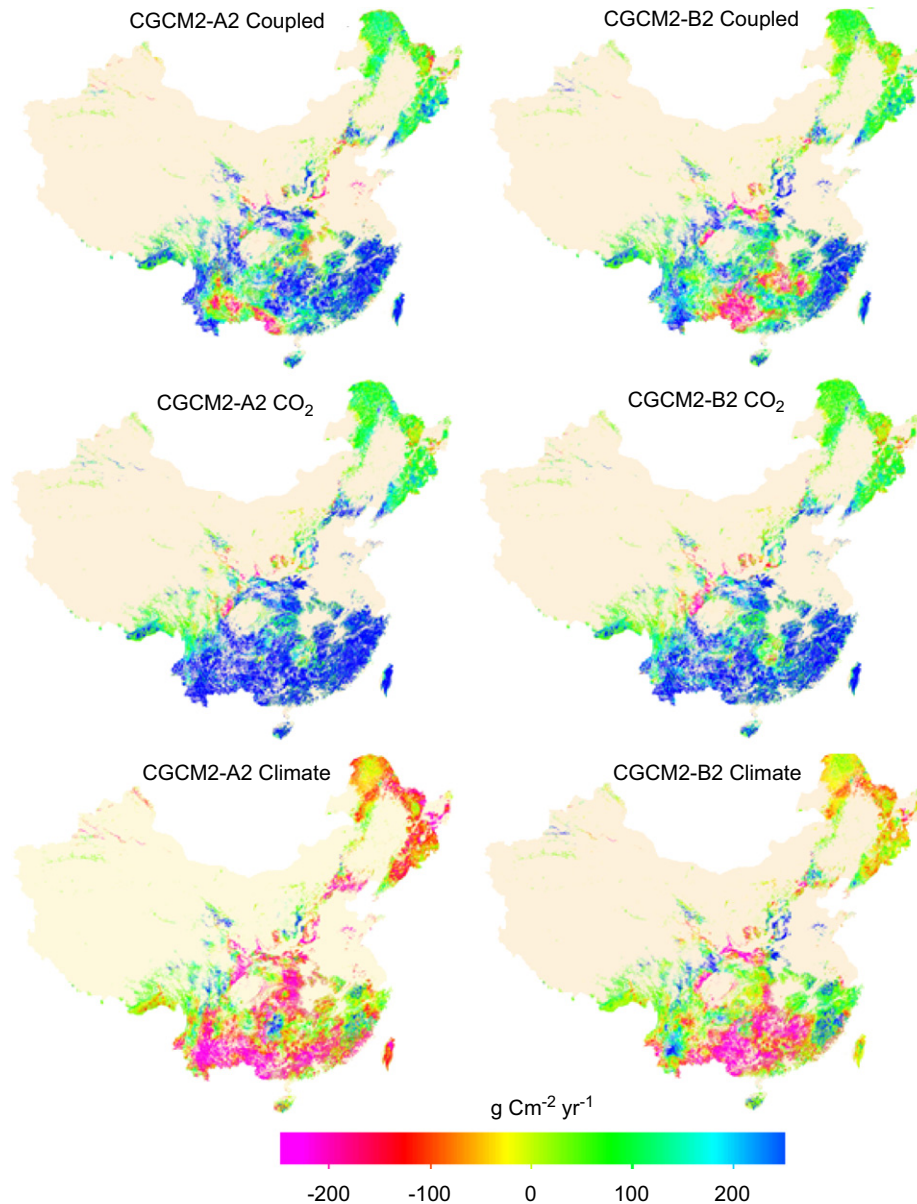 CGCM2-A2 Coupled
CGCM2-B2 Coupled
CGCM2-A2 CO₂
CGCM2-B2 CO₂
CGCM2-A2 Climate
CGCM2-B2 Climate
g Cm⁻² yr⁻¹
-200 -100 0 100 200